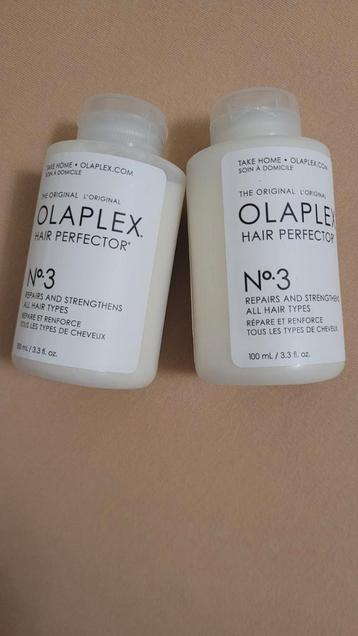 TAKE HOME • OLAPLEX.COM
SOIN À DOMICILE
THE ORIGINAL L'ORIGINAL
OLAPLEX.
HAIR PERFECTOR®
Nº.3
REPAIRS AND STRENGTHENS
ALL HAIR TYPES
RÉPARE ET RENFORCE
TOUS LES TYPES DE CHEVEUX
mL / 3.3 fl. oz.
TAKE HOME • OLAPLEX.COM
SOIN À DOMICILE
THE ORIGINAL L'ORIGINAL
OLAPLEX
HAIR PERFECTOR
Nº.3
REPAIRS AND STRENGTHENS
ALL HAIR TYPES
RÉPARE ET RENFORCE
TOUS LES TYPES DE CHEVEUX
100 mL / 3.3 fl. oz.